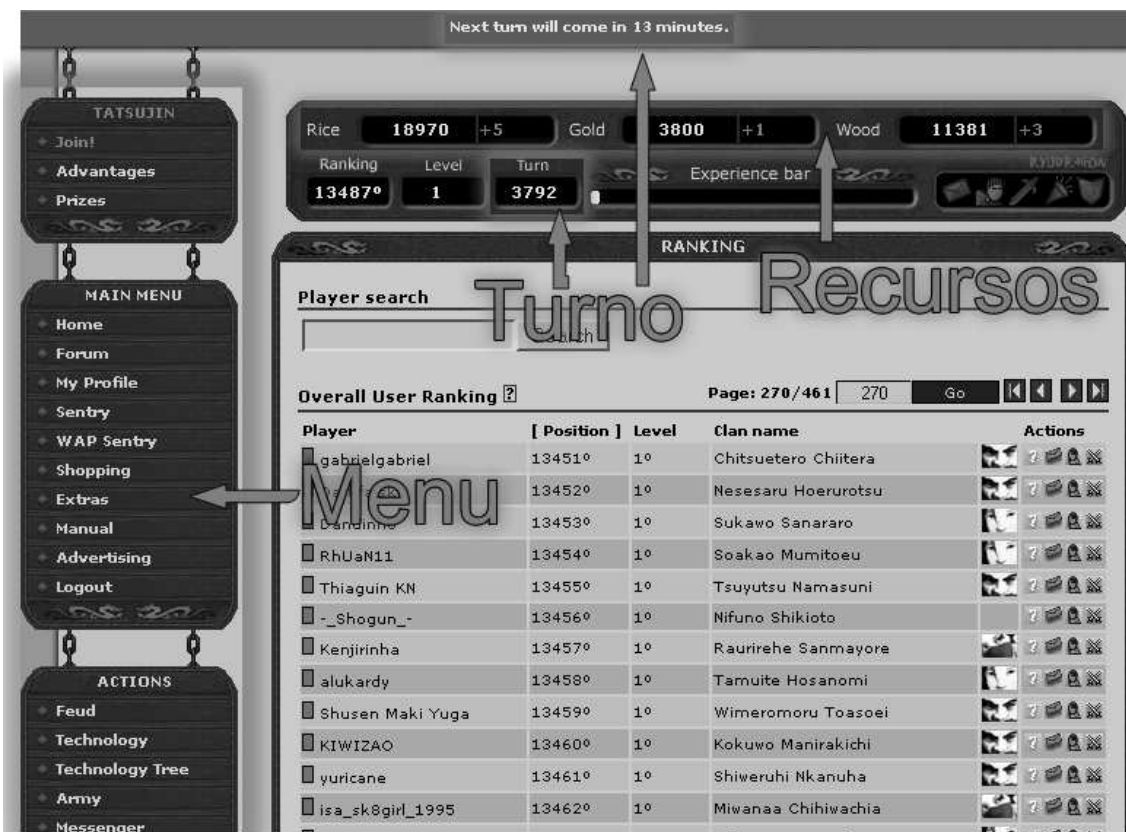 Next turn will come in 13 minutes.
TATSUJIN
Join!
Advantages
Prizes
Rice 18970 +5 Gold 3800 +1 Wood 11381 +3
Ranking Level Turn
13487º 1 3792
Experience bar
RYUDRAGON
RANKING
Turno
Recursos
Menu
MAIN MENU
Home
Forum
My Profile
Sentry
WAP Sentry
Shopping
Extras
Manual
Advertising
Logout
ACTIONS
Feud
Technology
Technology Tree
Army
Messenger
Player search
Search
Overall User Ranking ?
Page: 270/461 270 Go
Player [ Position ] Level Clan name Actions
gabrielgabriel 13451º 1º Chitsuetero Chiitera
13452º 1º Nesesaru Hoerurotsu
Dandinho 13453º 1º Sukawo Sanararo
RhUaN11 13454º 1º Soakao Mumitoeu
Thiaguin KN 13455º 1º Tsuyutsu Namasuni
-_Shogun_- 13456º 1º Nifuno Shikioto
Kenjirinha 13457º 1º Raurirehe Sanmayore
alukardy 13458º 1º Tamuite Hosanomi
Shusen Maki Yuga 13459º 1º Wimeromoru Toasoei
KIWIZAO 13460º 1º Kokuwo Manirakichi
yuricane 13461º 1º Shiweruhi Nkanuha
isa_sk8girl_1995 13462º 1º Miwanaa Chihiwachia